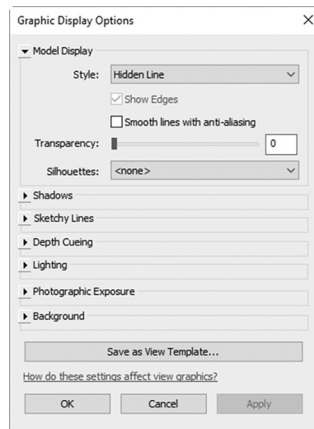 Graphic Display Options
Model Display
Style: Hidden Line
Show Edges
Smooth lines with anti-aliasing
Transparency: 0
Silhouettes: <none>
Shadows
Sketchy Lines
Depth Cueing
Lighting
Photographic Exposure
Background
Save as View Template...
How do these settings affect view graphics?
OK Cancel Apply